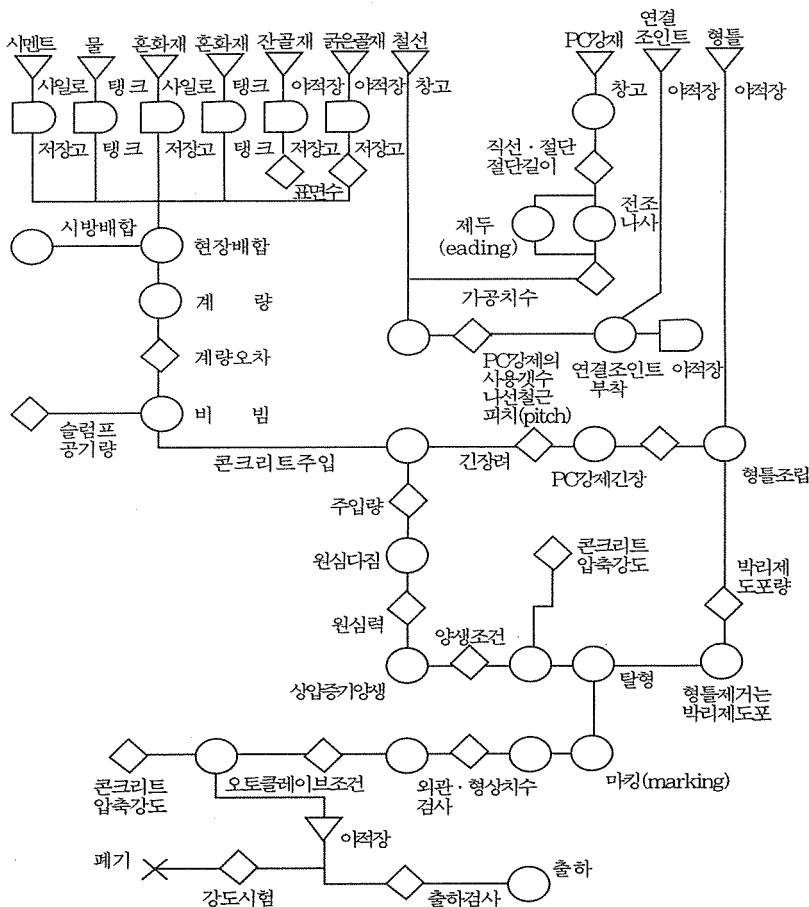 시멘트 물 혼화재 혼화재 잔골재 굵은골재 철선 PC강재 연결 조인트 형틀
사일로 탱크 사일로 탱크 야적장 야적장 창고 창고 야적장 야적장
저장고 탱크 저장고 탱크 저장고 저장고
표면수
직선·절단
절단길이
제두
(eading)
전조
나사
가공치수
시방배합
현장배합
계 량
계량오차
PC강제의
사용갯수
나선철근
피치(pitch)
연결조인트
부착
야적장
슬럼프
공기량
비 빔
콘크리트주입
긴장려
PC강제긴장
형틀조립
주입량
원심다짐
콘크리트
압축강도
박리제
도포량
원심력
양생조건
상압증기양생
탈형
형틀제거는
박리제도포
콘크리트
압축강도
오토클레이브조건
외관·형상치수
검사
마킹(marking)
야적장
폐기
강도시험
출하검사
출하